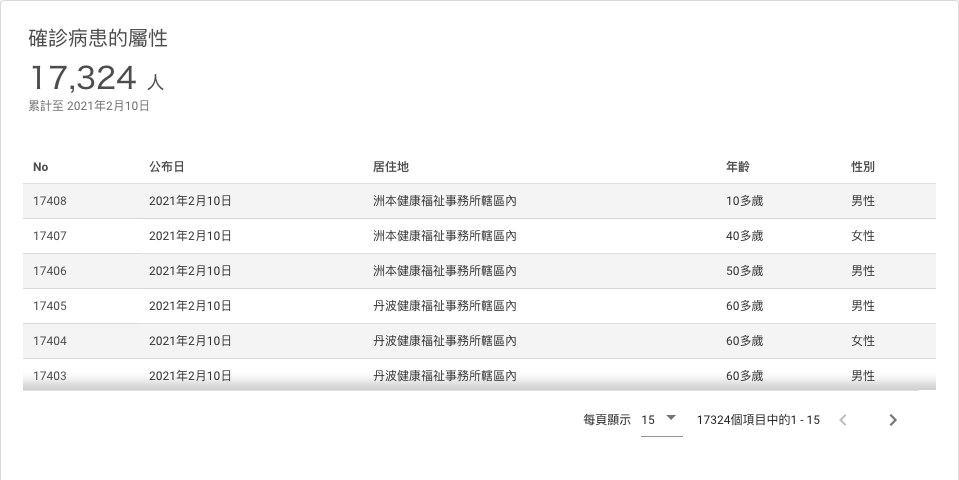 確診病患的屬性
17,324 人
累計至 2021年2月10日
No 公布日 居住地 年齡 性別
17408 2021年2月10日 洲本健康福祉事務所轄區內 10多歲 男性
17407 2021年2月10日 洲本健康福祉事務所轄區內 40多歲 女性
17406 2021年2月10日 洲本健康福祉事務所轄區內 50多歲 男性
17405 2021年2月10日 丹波健康福祉事務所轄區內 60多歲 男性
17404 2021年2月10日 丹波健康福祉事務所轄區內 60多歲 女性
17403 2021年2月10日 丹波健康福祉事務所轄區內 60多歲 男性
每頁顯示 15 17324個項目中的1 - 15